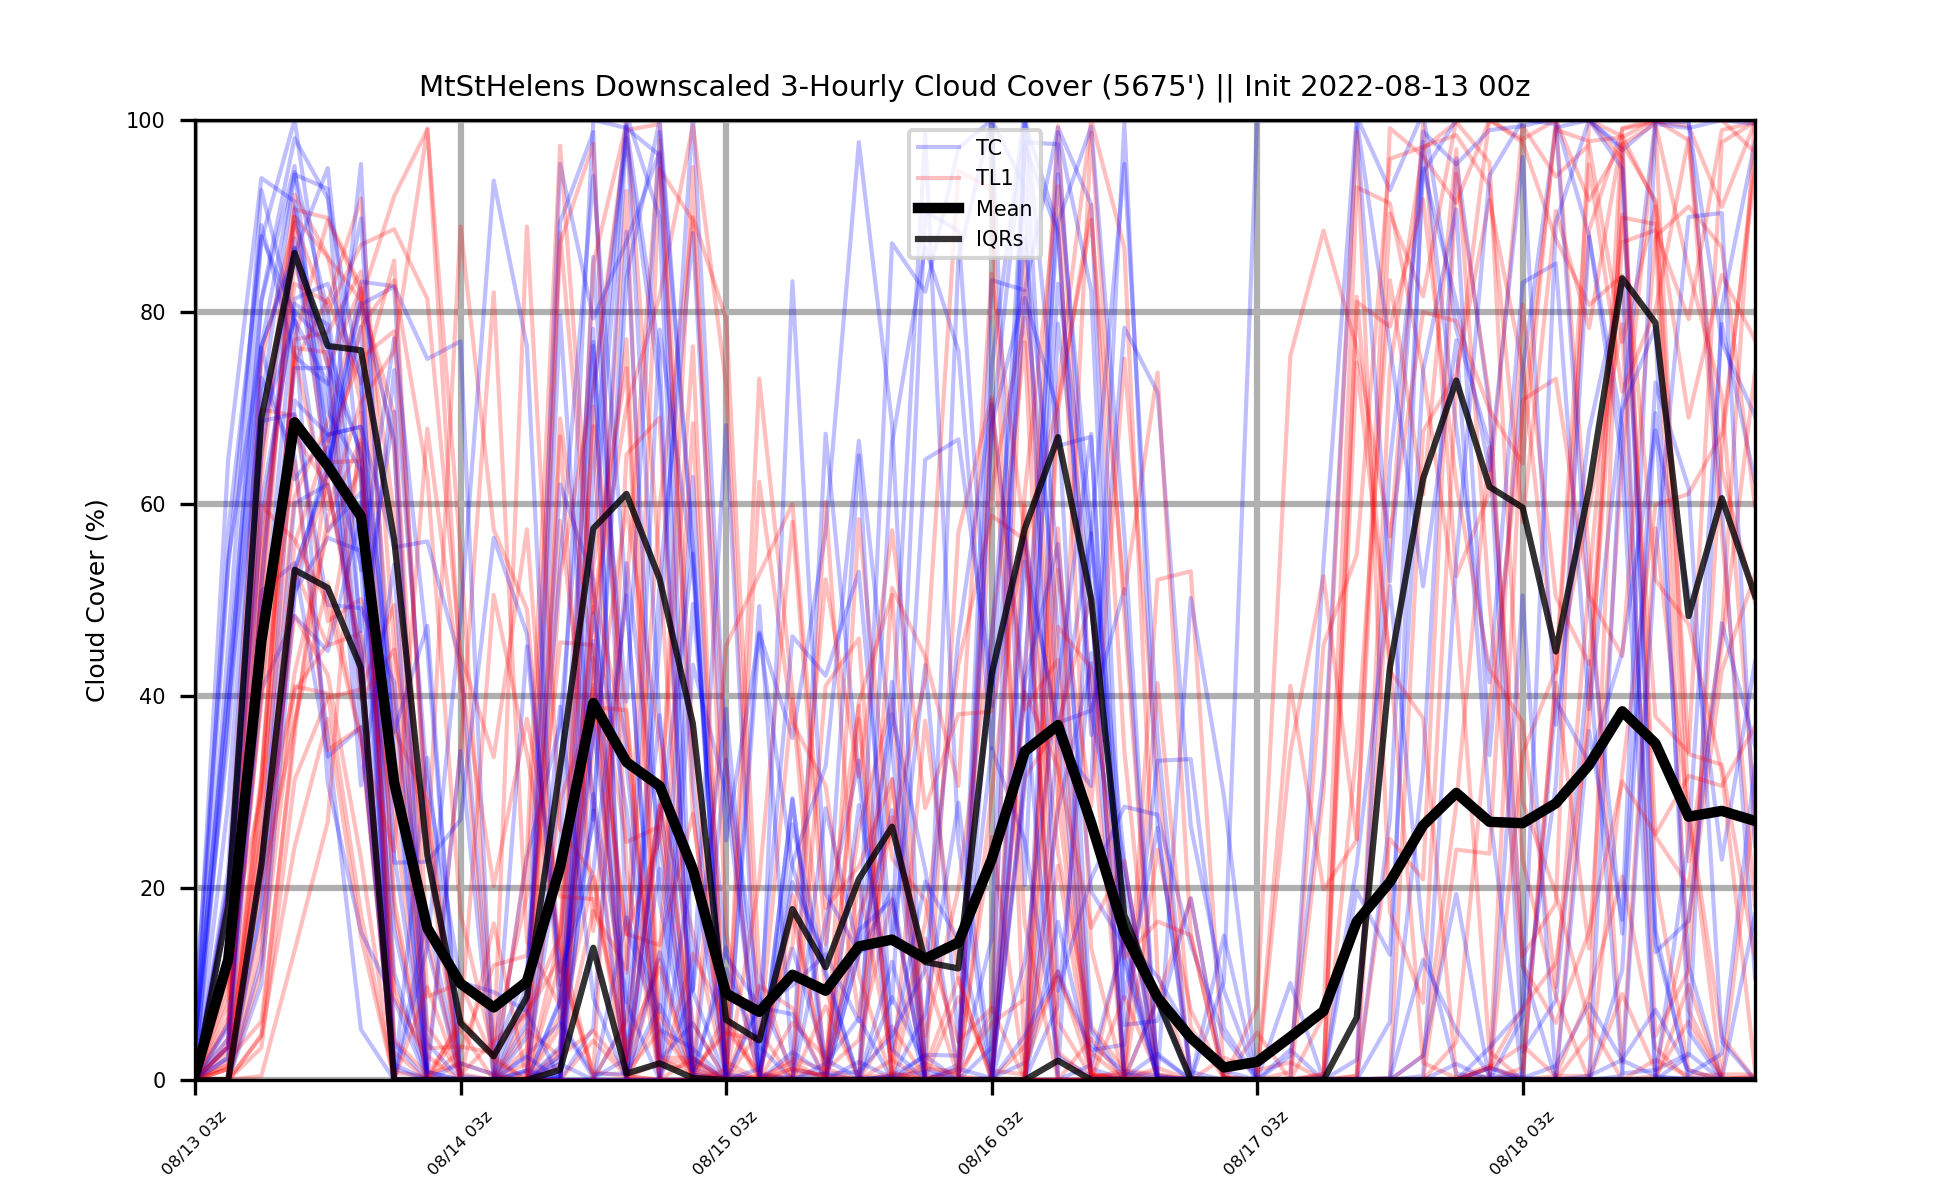 MtStHelens Downscaled 3-Hourly Cloud Cover (5675') || Init 2022-08-13 00z
TC
TL1
Mean
IQRs
Cloud Cover (%)
100
80
60
40
20
0
08/13 03z
08/14 03z
08/15 03z
08/16 03z
08/17 03z
08/18 03z